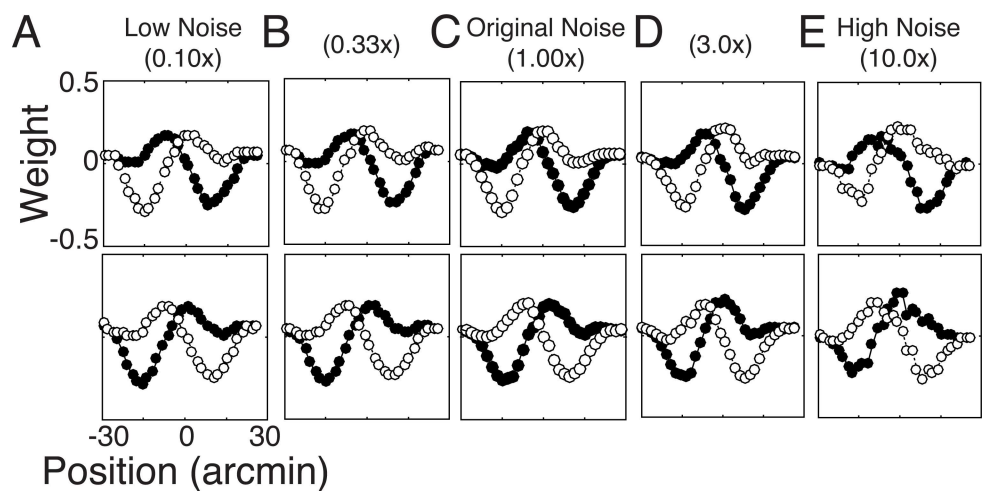 A Low Noise (0.10x)
B (0.33x)
C Original Noise (1.00x)
D (3.0x)
E High Noise (10.0x)
0.5
0
-0.5
Weight
-30 0 30
Position (arcmin)